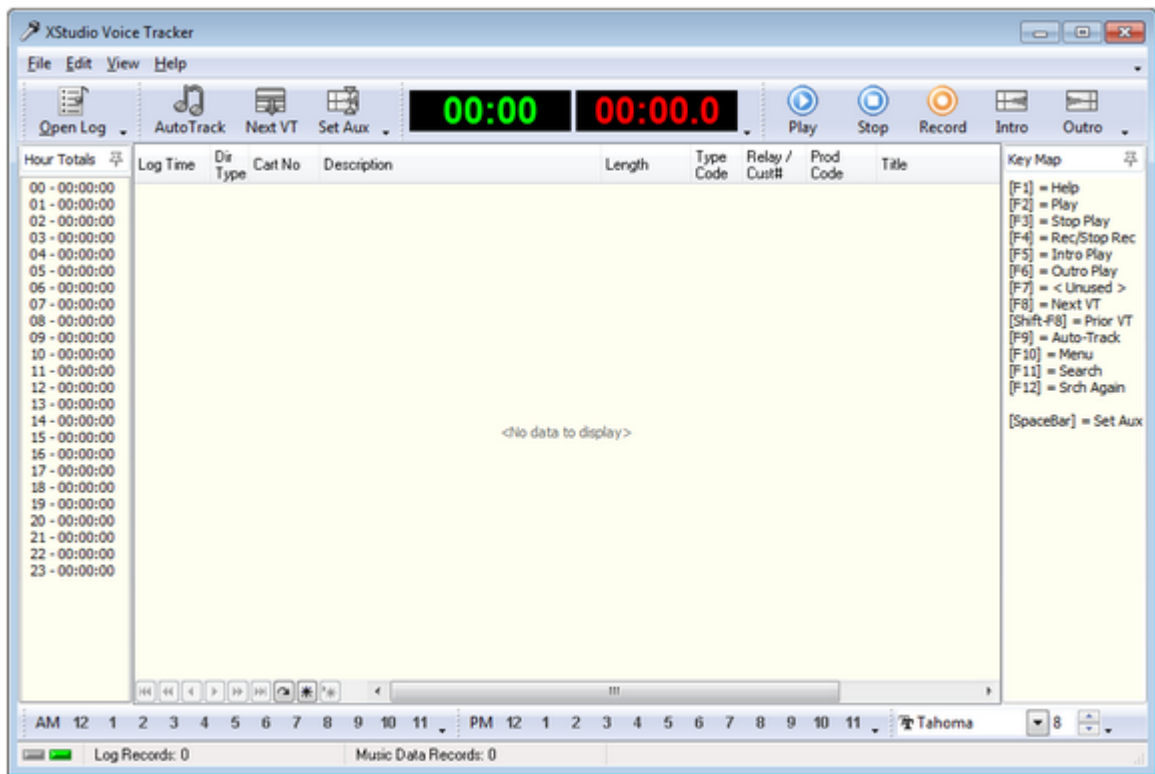 XStudio Voice Tracker
File Edit View Help
Open Log AutoTrack Next VT Set Aux 00:00 00:00.0 Play Stop Record Intro Outro
Hour Totals
00 - 00:00:00
01 - 00:00:00
02 - 00:00:00
03 - 00:00:00
04 - 00:00:00
05 - 00:00:00
06 - 00:00:00
07 - 00:00:00
08 - 00:00:00
09 - 00:00:00
10 - 00:00:00
11 - 00:00:00
12 - 00:00:00
13 - 00:00:00
14 - 00:00:00
15 - 00:00:00
16 - 00:00:00
17 - 00:00:00
18 - 00:00:00
19 - 00:00:00
20 - 00:00:00
21 - 00:00:00
22 - 00:00:00
23 - 00:00:00
Log Time Dir Type Cart No Description Length Type Code Relay / Cust# Prod Code Title
<No data to display>
Key Map
[F1] = Help
[F2] = Play
[F3] = Stop Play
[F4] = Rec/Stop Rec
[F5] = Intro Play
[F6] = Outro Play
[F7] = < Unused >
[F8] = Next VT
[Shift-F8] = Prior VT
[F9] = Auto-Track
[F10] = Menu
[F11] = Search
[F12] = Srch Again
[SpaceBar] = Set Aux
AM 12 1 2 3 4 5 6 7 8 9 10 11 PM 12 1 2 3 4 5 6 7 8 9 10 11 Tahoma 8
Log Records: 0 Music Data Records: 0